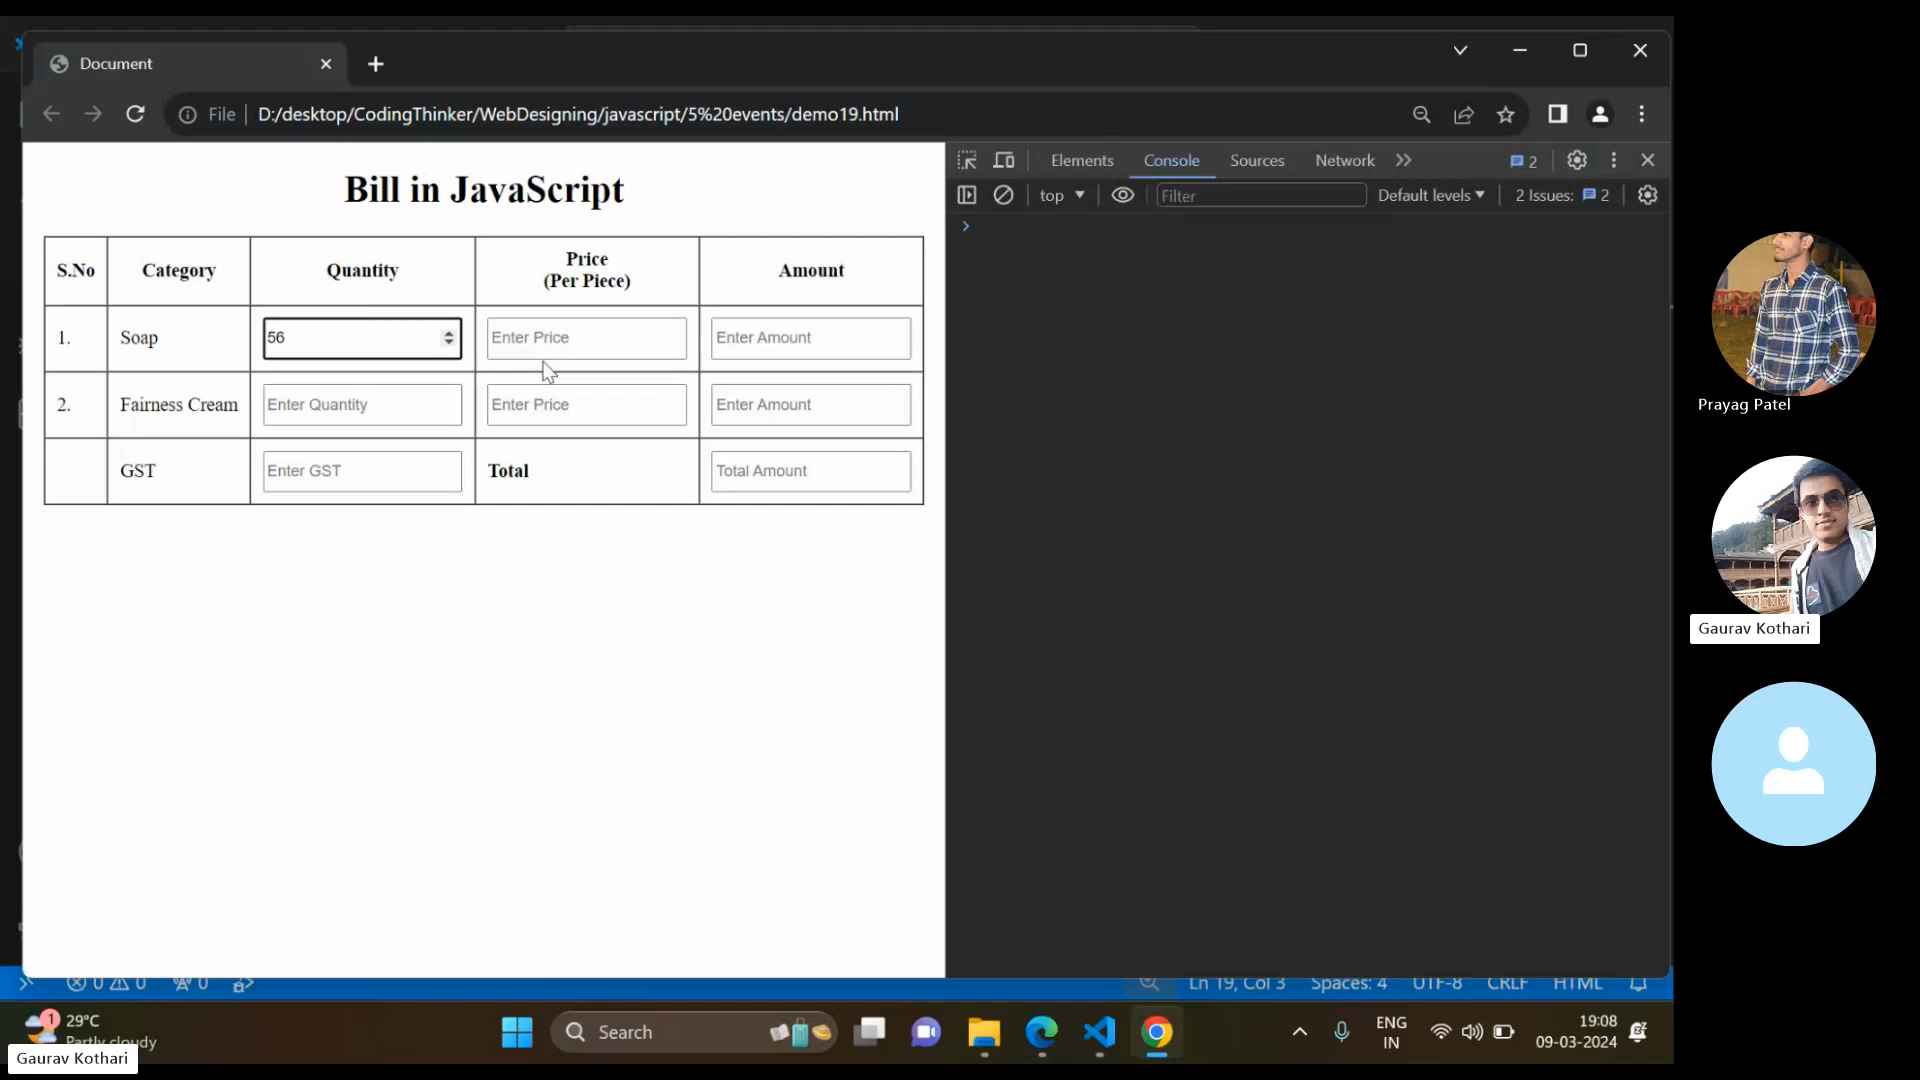 Document
File
D:/desktop/CodingThinker/WebDesigning/javascript/5%20events/demo19.html
Bill in JavaScript
S.No Category Quantity Price (Per Piece) Amount
1. Soap 56 Enter Price Enter Amount
2. Fairness Cream Enter Quantity Enter Price Enter Amount
GST Enter GST Total Total Amount
Elements Console Sources Network 2
top Filter Default levels 2 Issues: 2
Prayag Patel
Gaurav Kothari
0 0 0 Ln 19, Col 3 Spaces: 4 UTF-8 CRLF HTML
1
29°C
Partly cloudy
Search
ENG
IN
19:08
09-03-2024
Gaurav Kothari